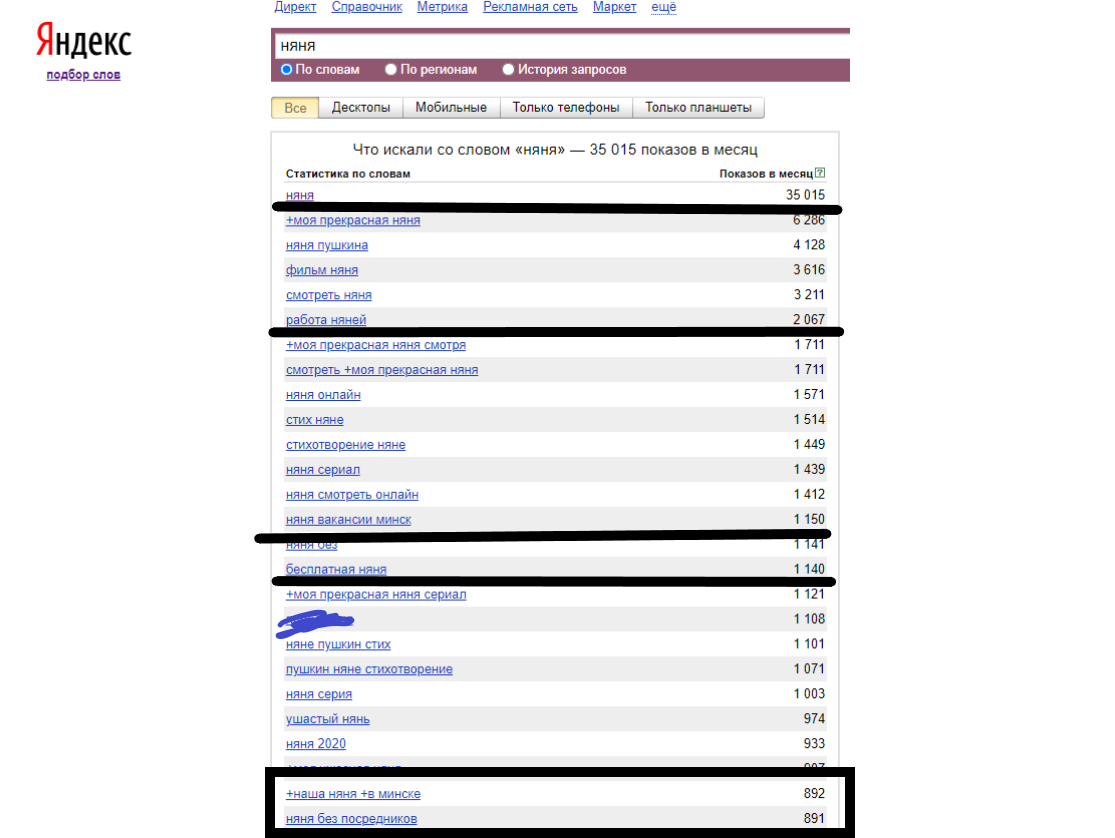 Директ Справочник Метрика Рекламная сеть Маркет ещё
Яндекс
подбор слов
няня
По словам По регионам История запросов
Все Десктопы Мобильные Только телефоны Только планшеты
Что искали со словом «няня» — 35 015 показов в месяц
Статистика по словам Показов в месяц ?
няня 35 015
+моя прекрасная няня 6 286
няня пушкина 4 128
фильм няня 3 616
смотреть няня 3 211
работа няней 2 067
+моя прекрасная няня смотря 1 711
смотреть +моя прекрасная няня 1 711
няня онлайн 1 571
стих няне 1 514
стихотворение няне 1 449
няня сериал 1 439
няня смотреть онлайн 1 412
няня вакансии минск 1 150
няня без 1 141
бесплатная няня 1 140
+моя прекрасная няня сериал 1 121
1 108
няне пушкин стих 1 101
пушкин няне стихотворение 1 071
няня серия 1 003
ушастый нянь 974
няня 2020 933
+наша няня +в минске 892
няня без посредников 891